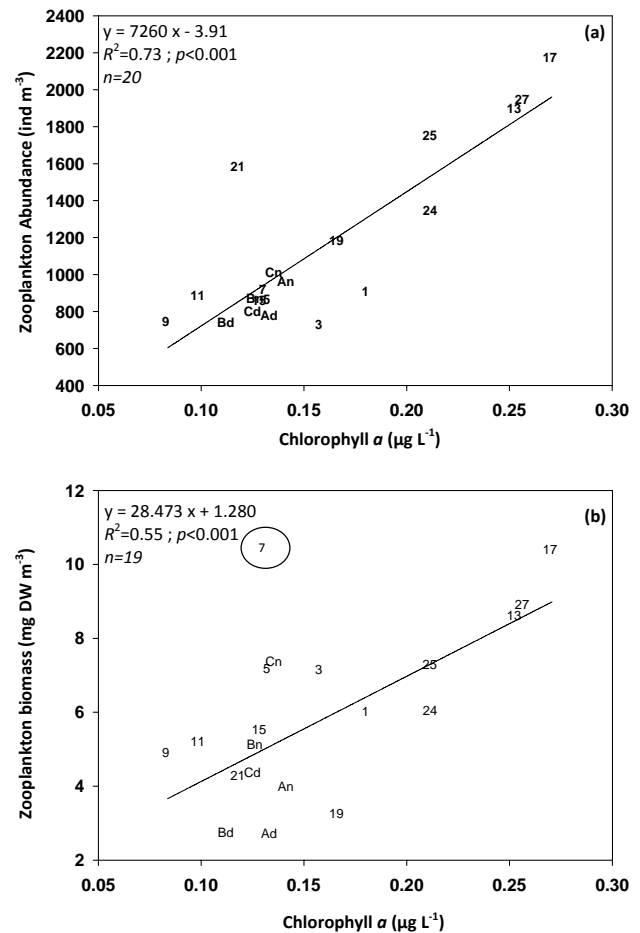 y = 7260 x - 3.91
R²=0.73 ; p<0.001
n=20
(a)
Zooplankton Abundance (ind m⁻³)
2400
2200
2000
1800
1600
1400
1200
1000
800
600
400
17
27
13
25
21
24
19
Cn
An
7
1
11
Bn
15
5
Cd
Ad
9
Bd
3
0.05 0.10 0.15 0.20 0.25 0.30
Chlorophyll a (µg L⁻¹)
y = 28.473 x + 1.280
R²=0.55 ; p<0.001
n=19
(b)
Zooplankton biomass (mg DW m⁻³)
12
10
8
6
4
2
7
17
27
13
Cn
5
3
25
1
24
15
Bn
11
9
Cd
21
An
19
Bd
Ad
0.05 0.10 0.15 0.20 0.25 0.30
Chlorophyll a (µg L⁻¹)